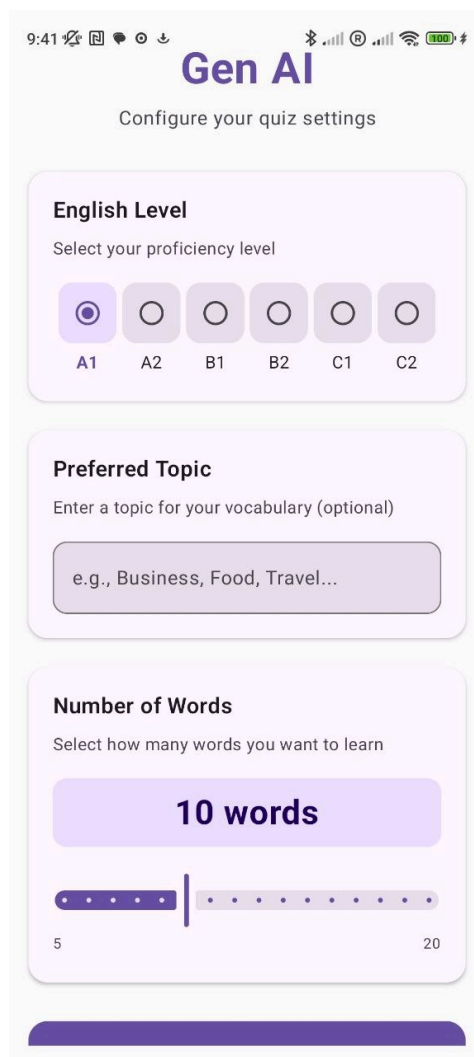 9:41
100
Gen AI
Configure your quiz settings
English Level
Select your proficiency level
A1 A2 B1 B2 C1 C2
Preferred Topic
Enter a topic for your vocabulary (optional)
e.g., Business, Food, Travel...
Number of Words
Select how many words you want to learn
10 words
5 20